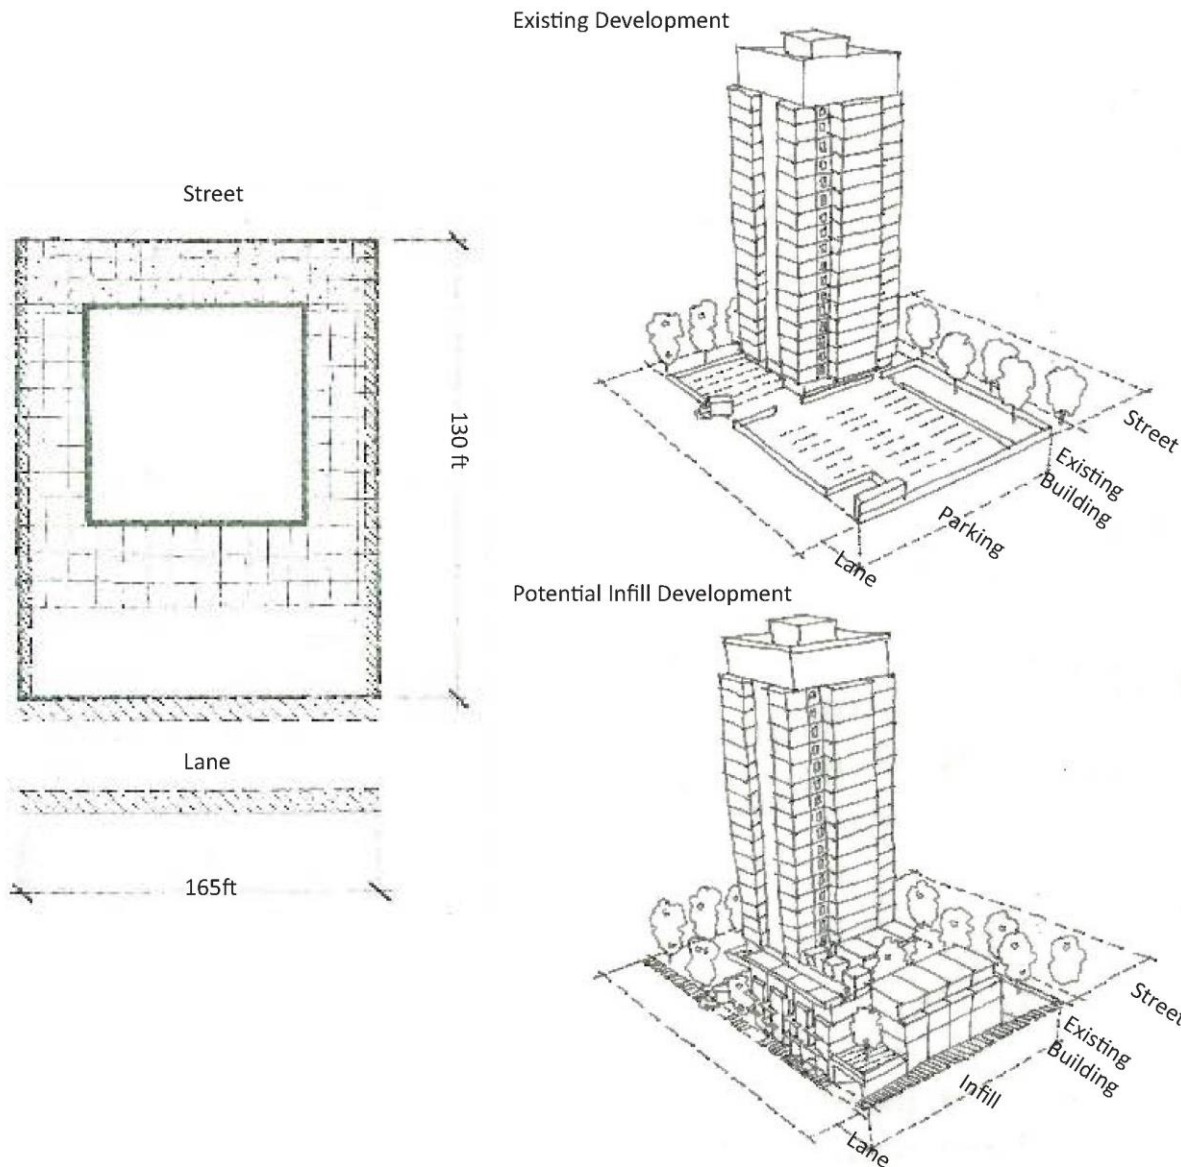 Existing Development
Street
130 ft
Lane
165ft
Street
Existing
Building
Parking
Lane
Potential Infill Development
Street
Existing
Building
Infill
Lane